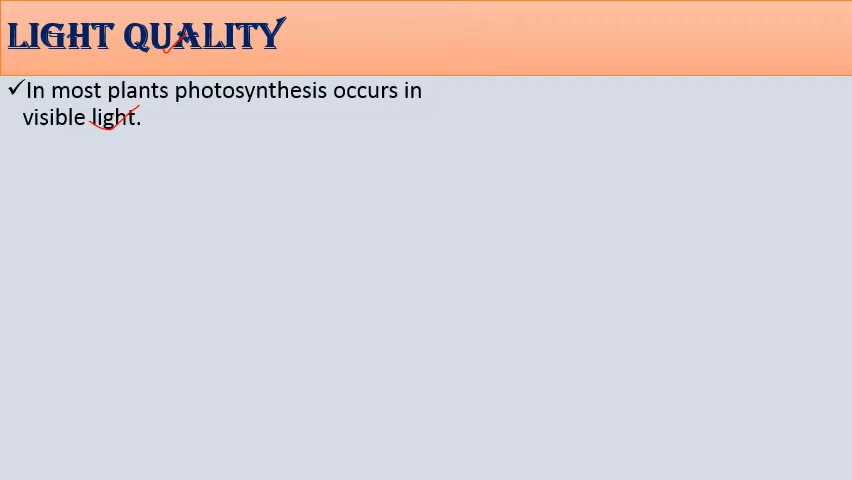 LIGHT QUALITY
✓In most plants photosynthesis occurs in
visible light.